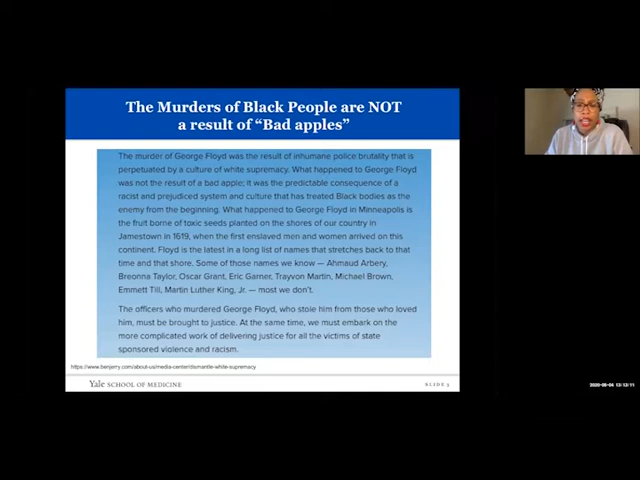 The Murders of Black People are NOT
a result of "Bad apples"
The murder of George Floyd was the result of inhumane police brutality that is
perpetuated by a culture of white supremacy. What happened to George Floyd
was not the result of a bad apple; it was the predictable consequence of a
racist and prejudiced system and culture that has treated Black bodies as the
enemy from the beginning. What happened to George Floyd in Minneapolis is
the fruit borne of toxic seeds planted on the shores of our country in
Jamestown in 1619, when the first enslaved men and women arrived on this
continent. Floyd is the latest in a long list of names that stretches back to that
time and that shore. Some of those names we know — Ahmaud Arbery,
Breonna Taylor, Oscar Grant, Eric Garner, Trayvon Martin, Michael Brown,
Emmett Till, Martin Luther King, Jr. — most we don't.
The officers who murdered George Floyd, who stole him from those who loved
him, must be brought to justice. At the same time, we must embark on the
more complicated work of delivering justice for all the victims of state
sponsored violence and racism.
https://www.benjerry.com/about-us/media-center/dismantle-white-supremacy
Yale SCHOOL OF MEDICINE
SLIDE 3